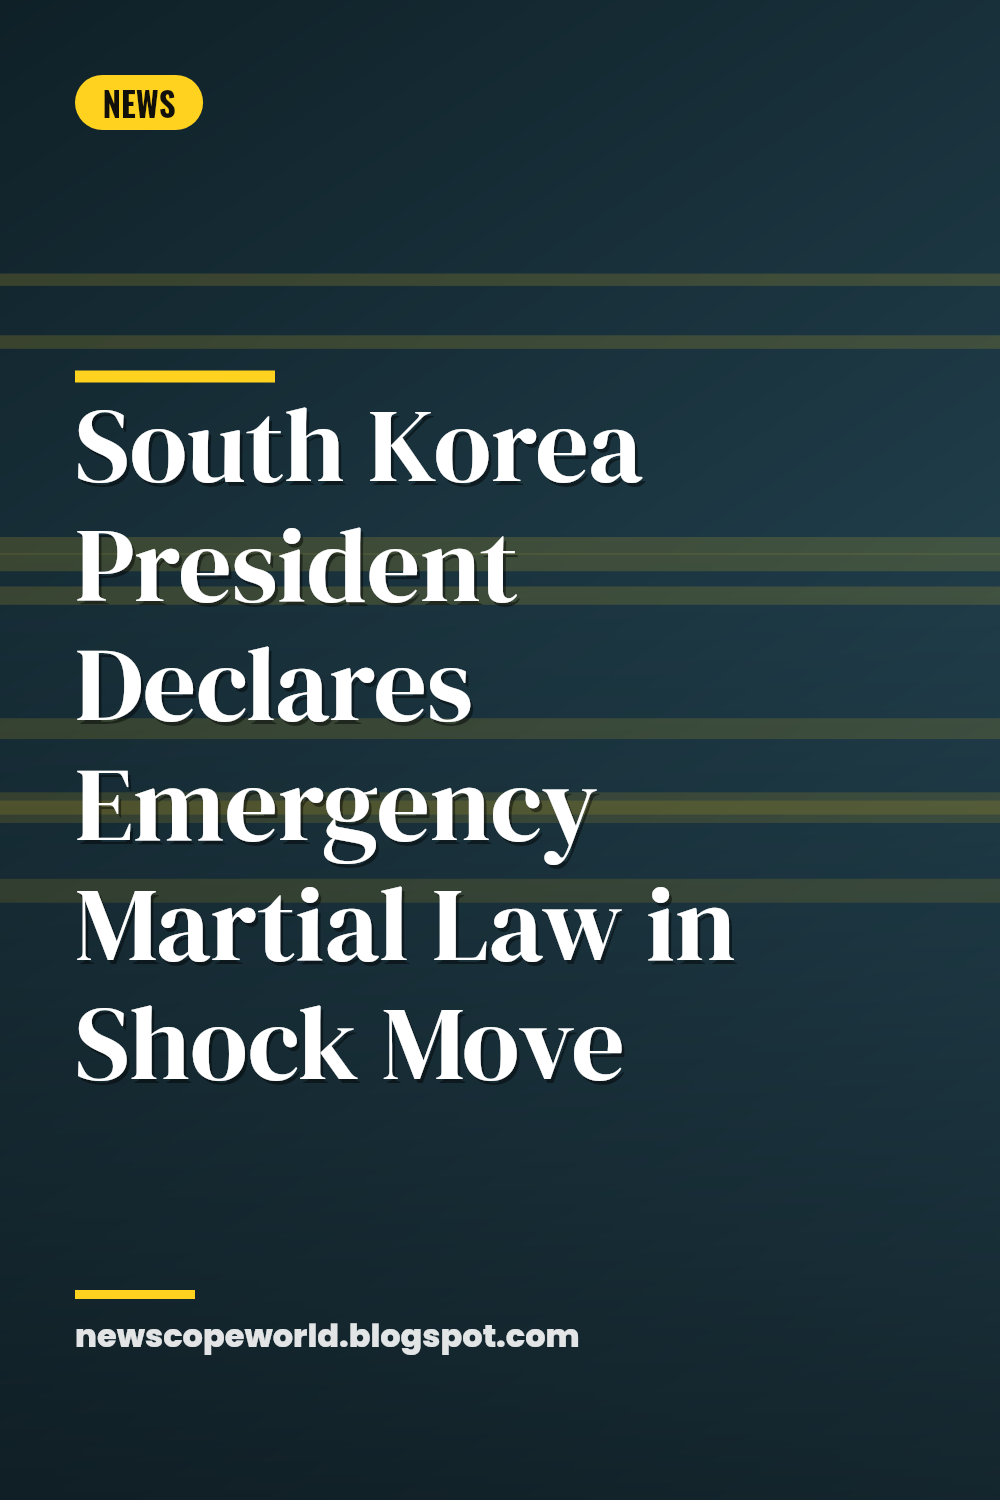 NEWS
South Korea
President
Declares
Emergency
Martial Law in
Shock Move
newscopeworld.blogspot.com